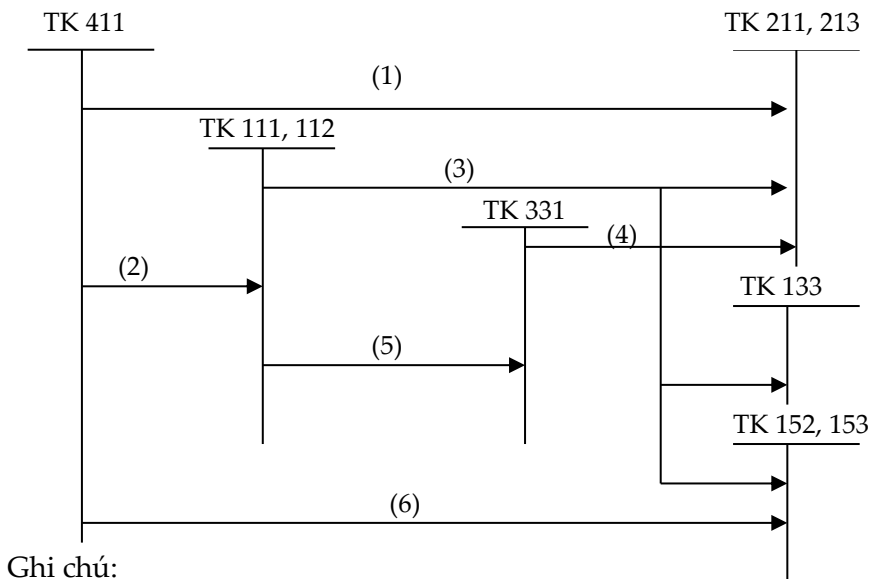 TK 411
TK 211, 213
(1)
TK 111, 112
(3)
TK 331
(4)
(2)
TK 133
(5)
TK 152, 153
(6)
Ghi chú: